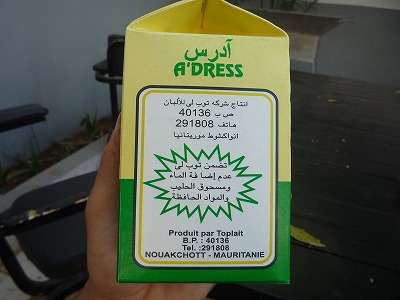 آدرس
A'DRESS
انتاج شركه توب لي للألبان
ص ب 40136
هاتف 291808
انواكشوط موريتانيا
تضمن توب لي
عدم إضافة الماء
ومسحوق الحليب
والمواد الحافظة
Produit par Toplait
B.P. : 40136
Tel. :291808
NOUAKCHOTT - MAURITANIE